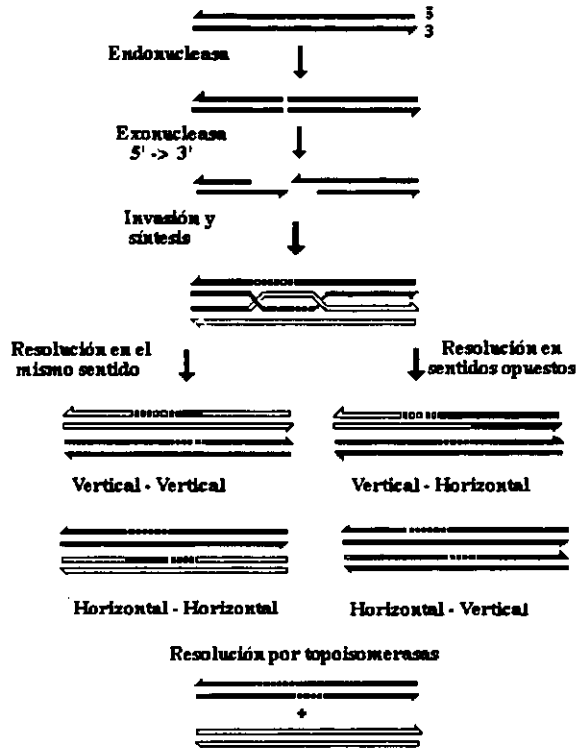 5
3
Endonucleasa
Exonucleasa
5' -> 3'
Invasión y
síntesis
Resolución en el
mismo sentido
Resolución en
sentidos opuestos
Vertical - Vertical
Vertical - Horizontal
Horizontal - Horizontal
Horizontal - Vertical
Resolución por topoisomerasas
+